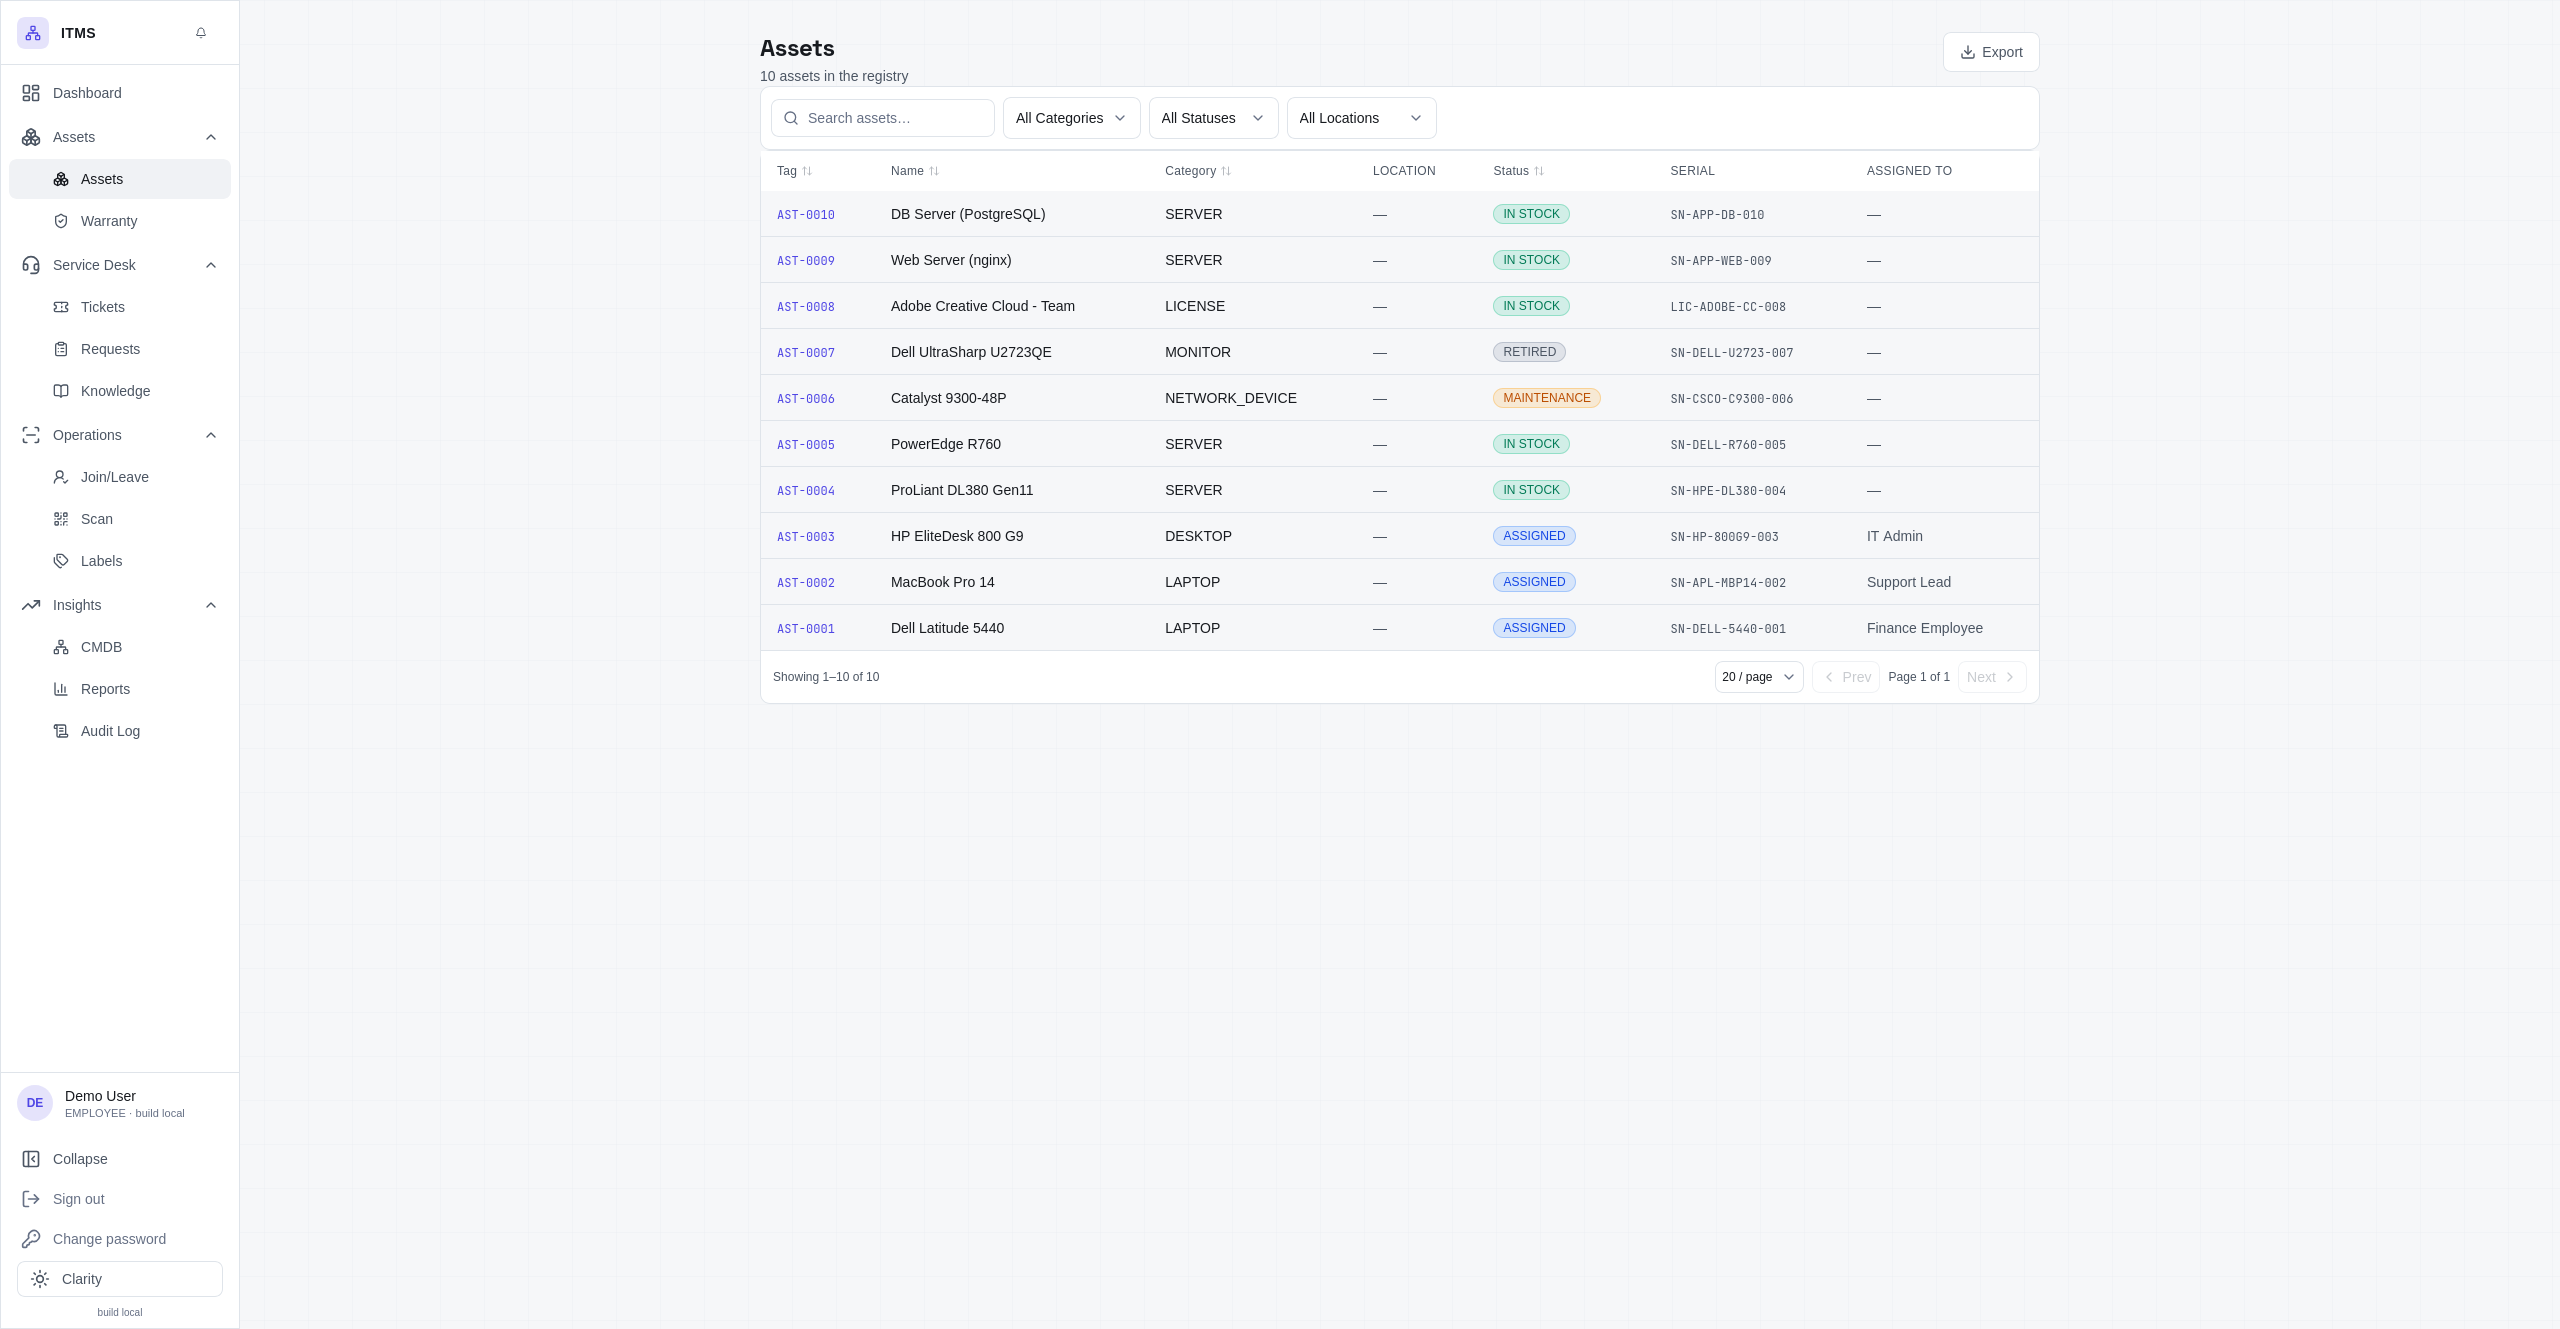 ITMS
Dashboard
Assets
Assets
Warranty
Service Desk
Tickets
Requests
Knowledge
Operations
Join/Leave
Scan
Labels
Insights
CMDB
Reports
Audit Log
DE
Demo User
EMPLOYEE · build local
Collapse
Sign out
Change password
Clarity
build local
Assets
10 assets in the registry
Export
Search assets… All Categories All Statuses All Locations
Tag Name Category LOCATION Status SERIAL ASSIGNED TO
AST-0010 DB Server (PostgreSQL) SERVER — IN STOCK SN-APP-DB-010 —
AST-0009 Web Server (nginx) SERVER — IN STOCK SN-APP-WEB-009 —
AST-0008 Adobe Creative Cloud - Team LICENSE — IN STOCK LIC-ADOBE-CC-008 —
AST-0007 Dell UltraSharp U2723QE MONITOR — RETIRED SN-DELL-U2723-007 —
AST-0006 Catalyst 9300-48P NETWORK_DEVICE — MAINTENANCE SN-CSCO-C9300-006 —
AST-0005 PowerEdge R760 SERVER — IN STOCK SN-DELL-R760-005 —
AST-0004 ProLiant DL380 Gen11 SERVER — IN STOCK SN-HPE-DL380-004 —
AST-0003 HP EliteDesk 800 G9 DESKTOP — ASSIGNED SN-HP-800G9-003 IT Admin
AST-0002 MacBook Pro 14 LAPTOP — ASSIGNED SN-APL-MBP14-002 Support Lead
AST-0001 Dell Latitude 5440 LAPTOP — ASSIGNED SN-DELL-5440-001 Finance Employee
Showing 1–10 of 10 20 / page Prev Page 1 of 1 Next